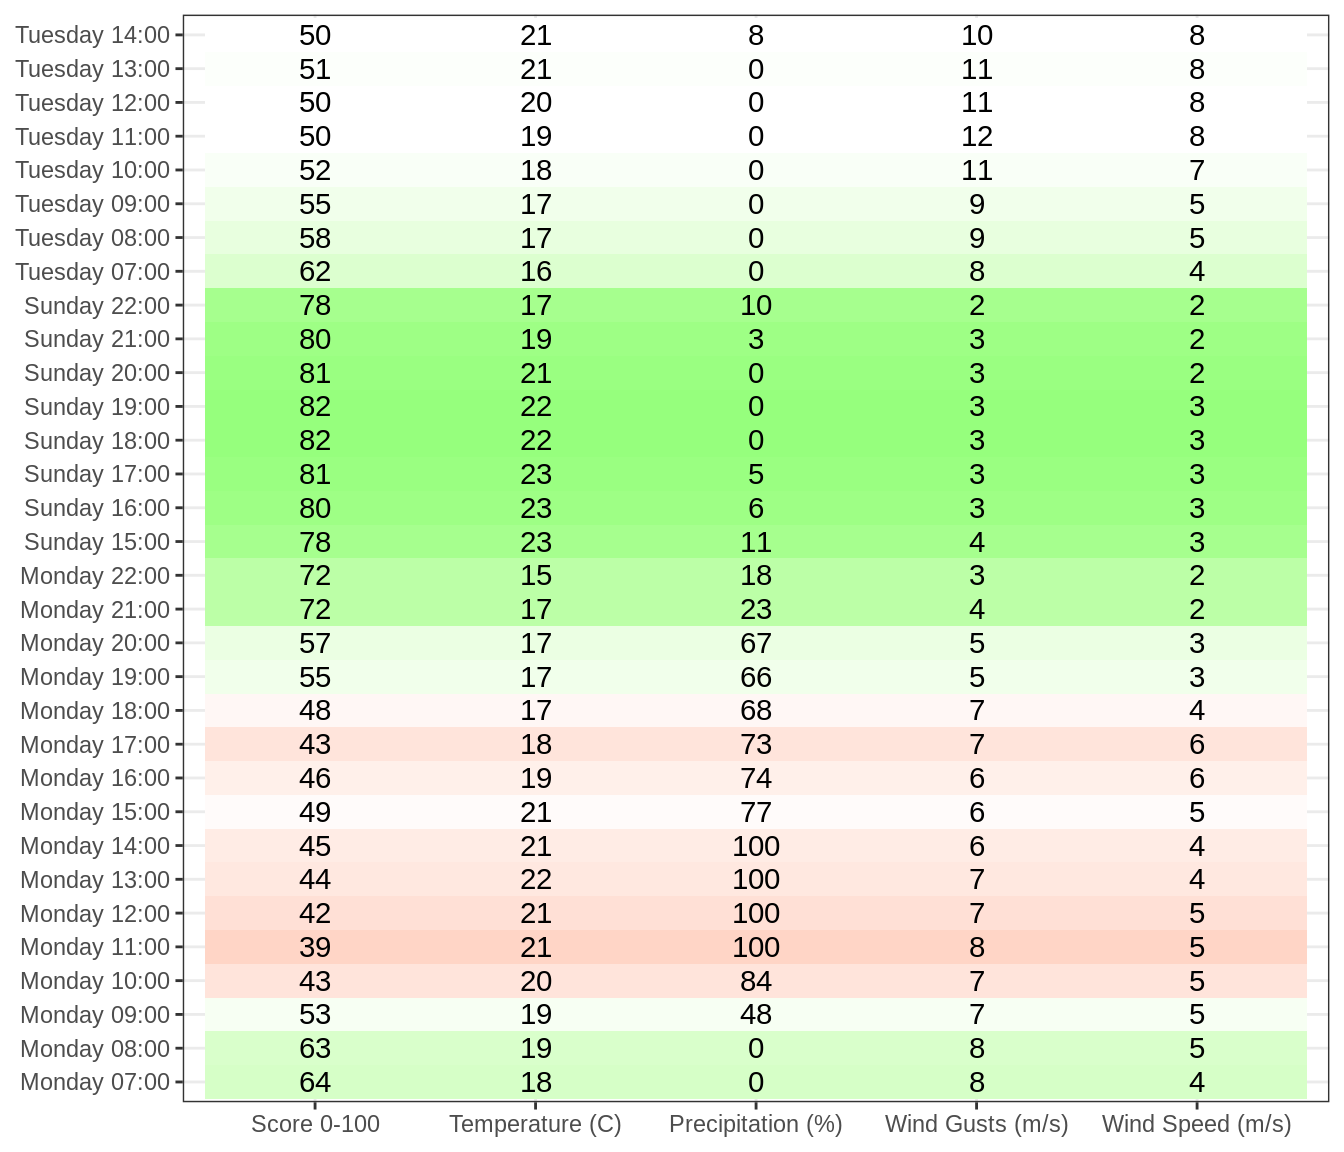 Tuesday 14:00 50 21 8 10 8
Tuesday 13:00 51 21 0 11 8
Tuesday 12:00 50 20 0 11 8
Tuesday 11:00 50 19 0 12 8
Tuesday 10:00 52 18 0 11 7
Tuesday 09:00 55 17 0 9 5
Tuesday 08:00 58 17 0 9 5
Tuesday 07:00 62 16 0 8 4
Sunday 22:00 78 17 10 2 2
Sunday 21:00 80 19 3 3 2
Sunday 20:00 81 21 0 3 2
Sunday 19:00 82 22 0 3 3
Sunday 18:00 82 22 0 3 3
Sunday 17:00 81 23 5 3 3
Sunday 16:00 80 23 6 3 3
Sunday 15:00 78 23 11 4 3
Monday 22:00 72 15 18 3 2
Monday 21:00 72 17 23 4 2
Monday 20:00 57 17 67 5 3
Monday 19:00 55 17 66 5 3
Monday 18:00 48 17 68 7 4
Monday 17:00 43 18 73 7 6
Monday 16:00 46 19 74 6 6
Monday 15:00 49 21 77 6 5
Monday 14:00 45 21 100 6 4
Monday 13:00 44 22 100 7 4
Monday 12:00 42 21 100 7 5
Monday 11:00 39 21 100 8 5
Monday 10:00 43 20 84 7 5
Monday 09:00 53 19 48 7 5
Monday 08:00 63 19 0 8 5
Monday 07:00 64 18 0 8 4
Score 0-100 Temperature (C) Precipitation (%) Wind Gusts (m/s) Wind Speed (m/s)